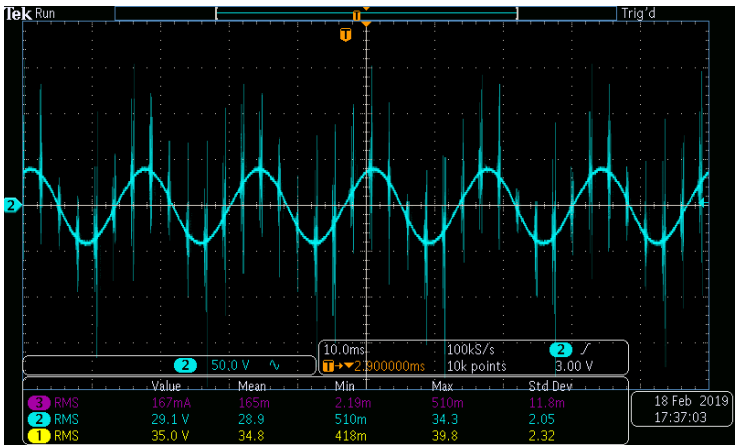 Tek Run Trig'd
T
T
2
10.0ms 100kS/s 2
2 50.0 V T→▼2.900000ms 10k points 3.00 V
Value Mean Min Max Std Dev
3 RMS 167mA 165m 2.19m 510m 11.8m
2 RMS 29.1 V 28.9 510m 34.3 2.05
1 RMS 35.0 V 34.8 418m 39.8 2.32
18 Feb 2019
17:37:03